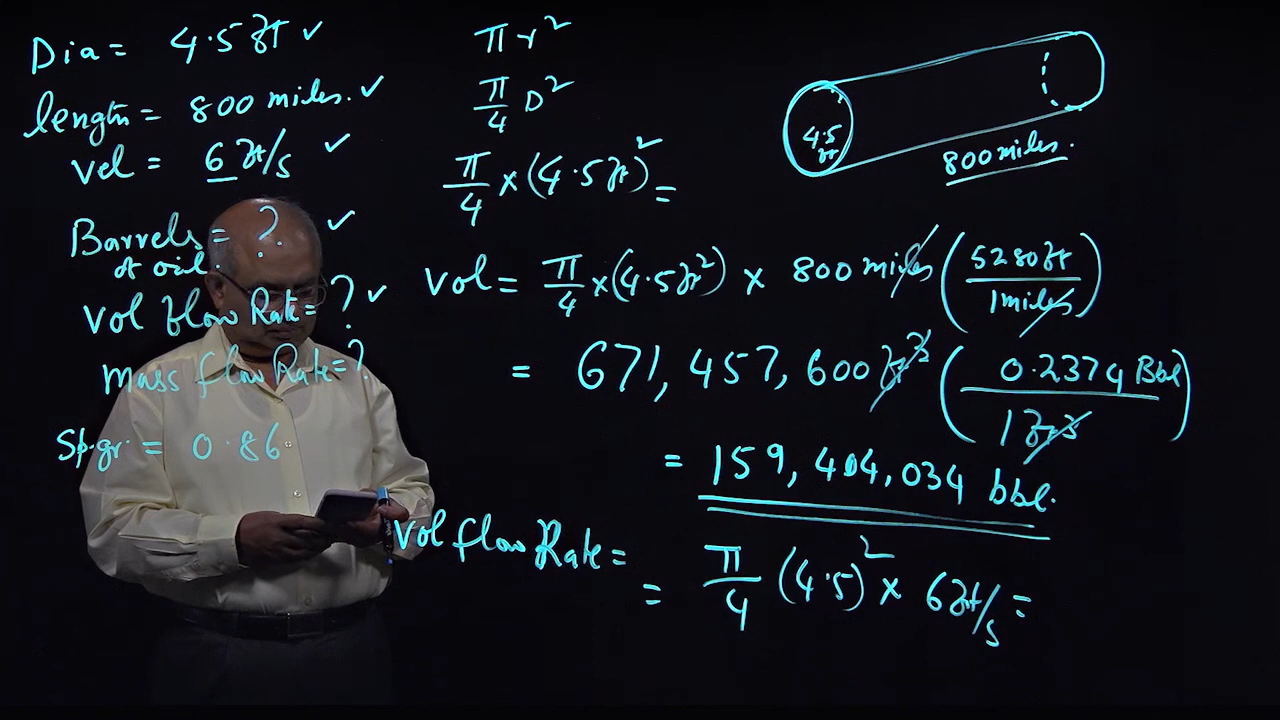 Dia = 4.5 ft ✓
length = 800 miles. ✓
vel = 6 ft/s ✓
Barrels = ? ✓
of oil.
Vol flow Rate = ? ✓
Mass flow Rate = ?
Sp.gr. = 0.86
π r²
π/4 D²
π/4 × (4.5 ft)² =
4.5 ft
800 miles.
Vol = π/4 × (4.5 ft²) × 800 miles (5280 ft / 1 miles)
= 671,457,600 ft³ (0.2374 Bbl / 1 ft³)
= 159,404,034 bbl.
Vol flow Rate =
= π/4 (4.5)² × 6 ft/s =